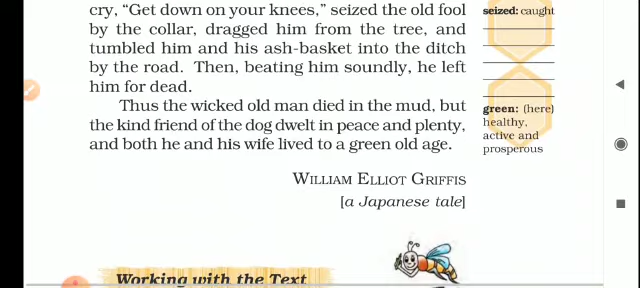 cry, “Get down on your knees,” seized the old fool
by the collar, dragged him from the tree, and
tumbled him and his ash-basket into the ditch
by the road. Then, beating him soundly, he left
him for dead.
Thus the wicked old man died in the mud, but
the kind friend of the dog dwelt in peace and plenty,
and both he and his wife lived to a green old age.
WILLIAM ELLIOT GRIFFIS
[a Japanese tale]
seized: caught
green: (here)
healthy,
active and
prosperous
Working with the Text